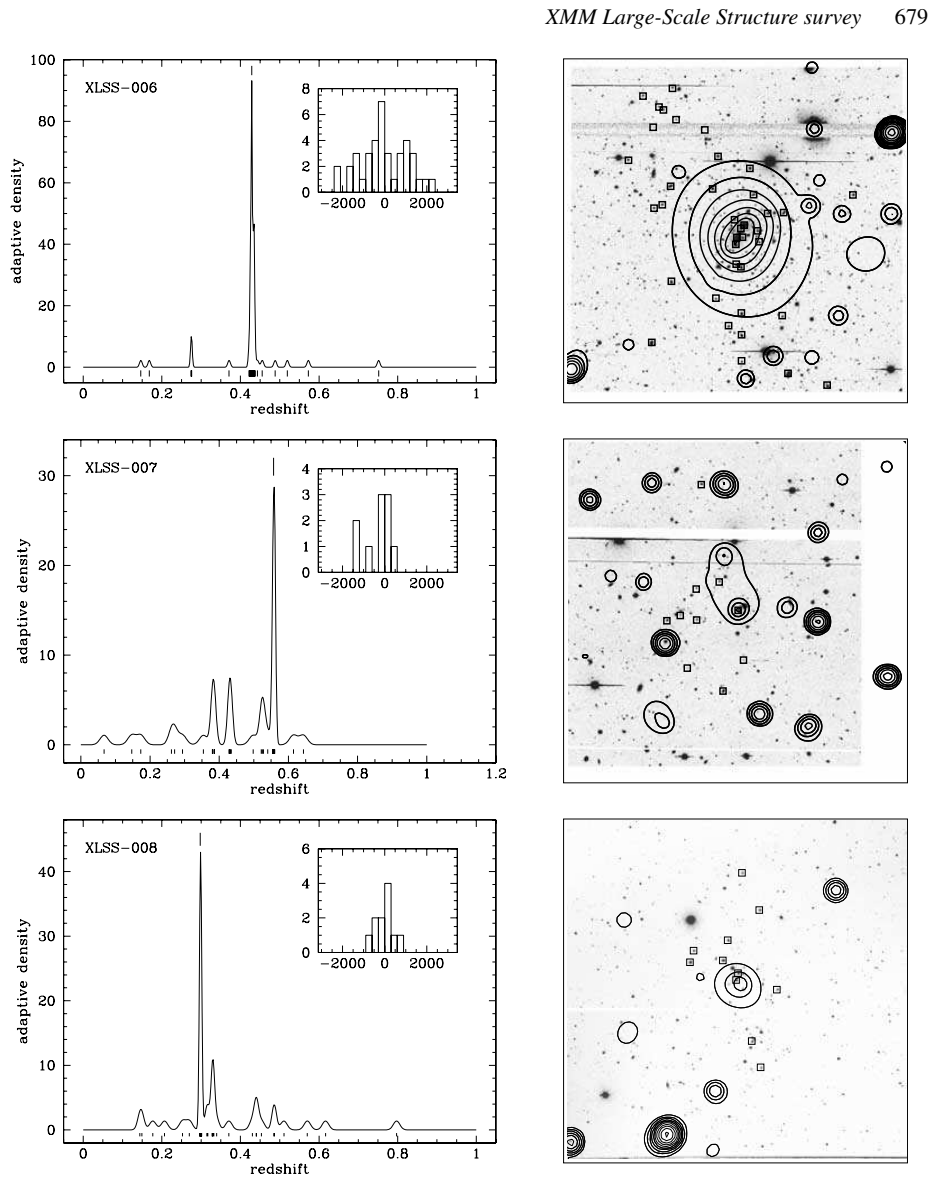 XMM Large-Scale Structure survey 679
XLSS-006
adaptive density
100
80
60
40
20
0
0 0.2 0.4 0.6 0.8 1
redshift
8
6
4
2
0
−2000 0 2000
XLSS-007
adaptive density
30
20
10
0
0 0.2 0.4 0.6 0.8 1 1.2
redshift
4
3
2
1
0
−2000 0 2000
XLSS-008
adaptive density
40
30
20
10
0
0 0.2 0.4 0.6 0.8 1
redshift
6
4
2
0
−2000 0 2000